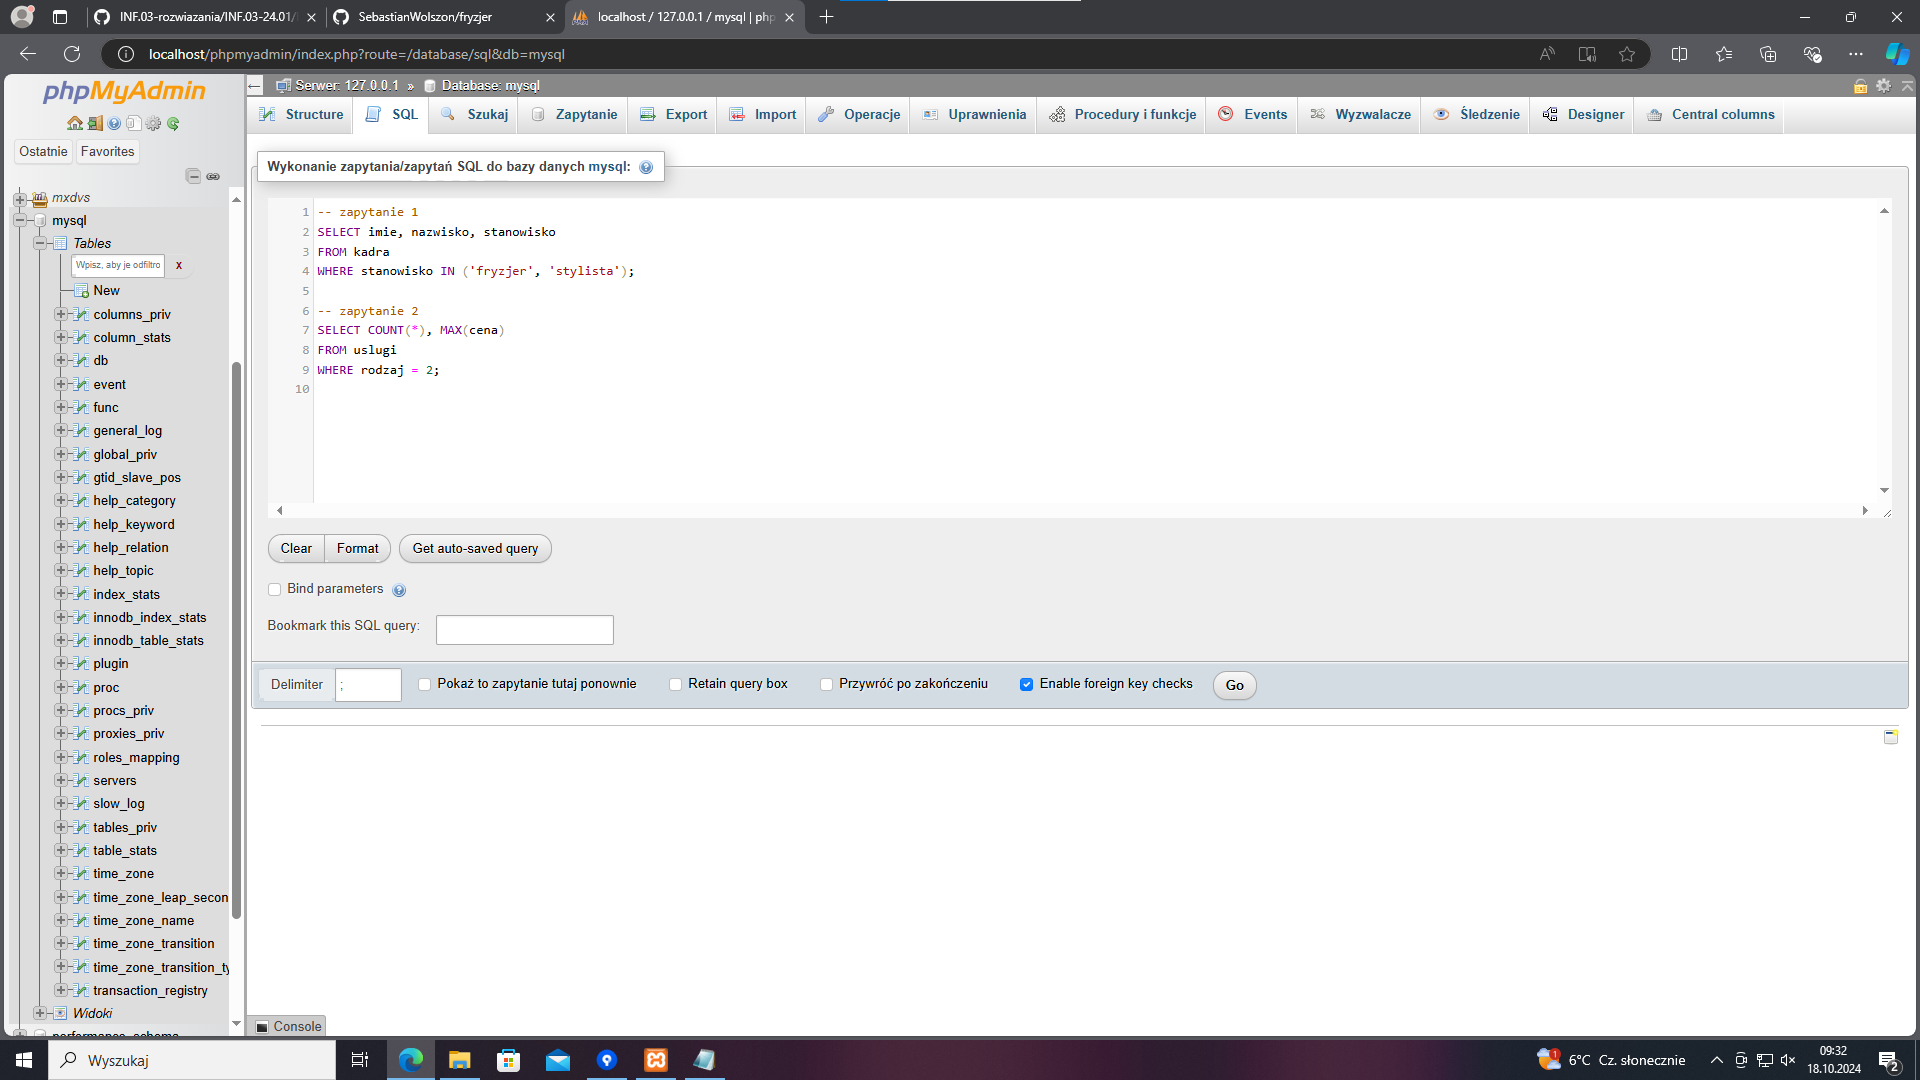 INF.03-rozwiazania/INF.03-24.01/
SebastianWolszon/fryzjer
localhost / 127.0.0.1 / mysql | php
localhost/phpmyadmin/index.php?route=/database/sql&db=mysql
phpMyAdmin
Ostatnie
Favorites
mxdvs
mysql
Tables
Wpisz, aby je odfiltro
x
New
columns_priv
column_stats
db
event
func
general_log
global_priv
gtid_slave_pos
help_category
help_keyword
help_relation
help_topic
index_stats
innodb_index_stats
innodb_table_stats
plugin
proc
procs_priv
proxies_priv
roles_mapping
servers
slow_log
tables_priv
table_stats
time_zone
time_zone_leap_secon
time_zone_name
time_zone_transition
time_zone_transition_ty
transaction_registry
Widoki
Serwer: 127.0.0.1 » Database: mysql
Structure
SQL
Szukaj
Zapytanie
Export
Import
Operacje
Uprawnienia
Procedury i funkcje
Events
Wyzwalacze
Śledzenie
Designer
Central columns
Wykonanie zapytania/zapytań SQL do bazy danych mysql:
1 -- zapytanie 1
2 SELECT imie, nazwisko, stanowisko
3 FROM kadra
4 WHERE stanowisko IN ('fryzjer', 'stylista');
5
6 -- zapytanie 2
7 SELECT COUNT(*), MAX(cena)
8 FROM uslugi
9 WHERE rodzaj = 2;
10
Clear
Format
Get auto-saved query
Bind parameters
Bookmark this SQL query:
Delimiter ;
Pokaż to zapytanie tutaj ponownie
Retain query box
Przywróć po zakończeniu
Enable foreign key checks
Go
Console
Wyszukaj
1
6°C Cz. słonecznie
09:32
18.10.2024
2